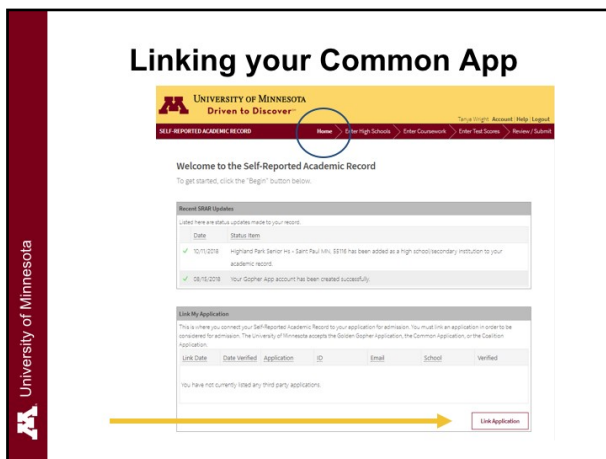 Linking your Common App
UNIVERSITY OF MINNESOTA
Driven to Discover℠
Tanya Wright Account | Help | Logout
SELF-REPORTED ACADEMIC RECORD Home Enter High Schools Enter Coursework Enter Test Scores Review / Submit
Welcome to the Self-Reported Academic Record
To get started, click the "Begin" button below.
Recent SRAR Updates
Listed here are status updates made to your record.
Date Status Item
10/11/2018 Highland Park Senior Hs - Saint Paul MN, 55116 has been added as a high school/secondary institution to your
academic record.
08/15/2018 Your Gopher App account has been created successfully.
Link My Application
This is where you connect your Self-Reported Academic Record to your application for admission. You must link an application in order to be
considered for admission. The University of Minnesota accepts the Golden Gopher Application, the Common Application, or the Coalition
Application.
Link Date Date Verified Application ID Email School Verified
You have not currently listed any third party applications.
Link Application
University of Minnesota